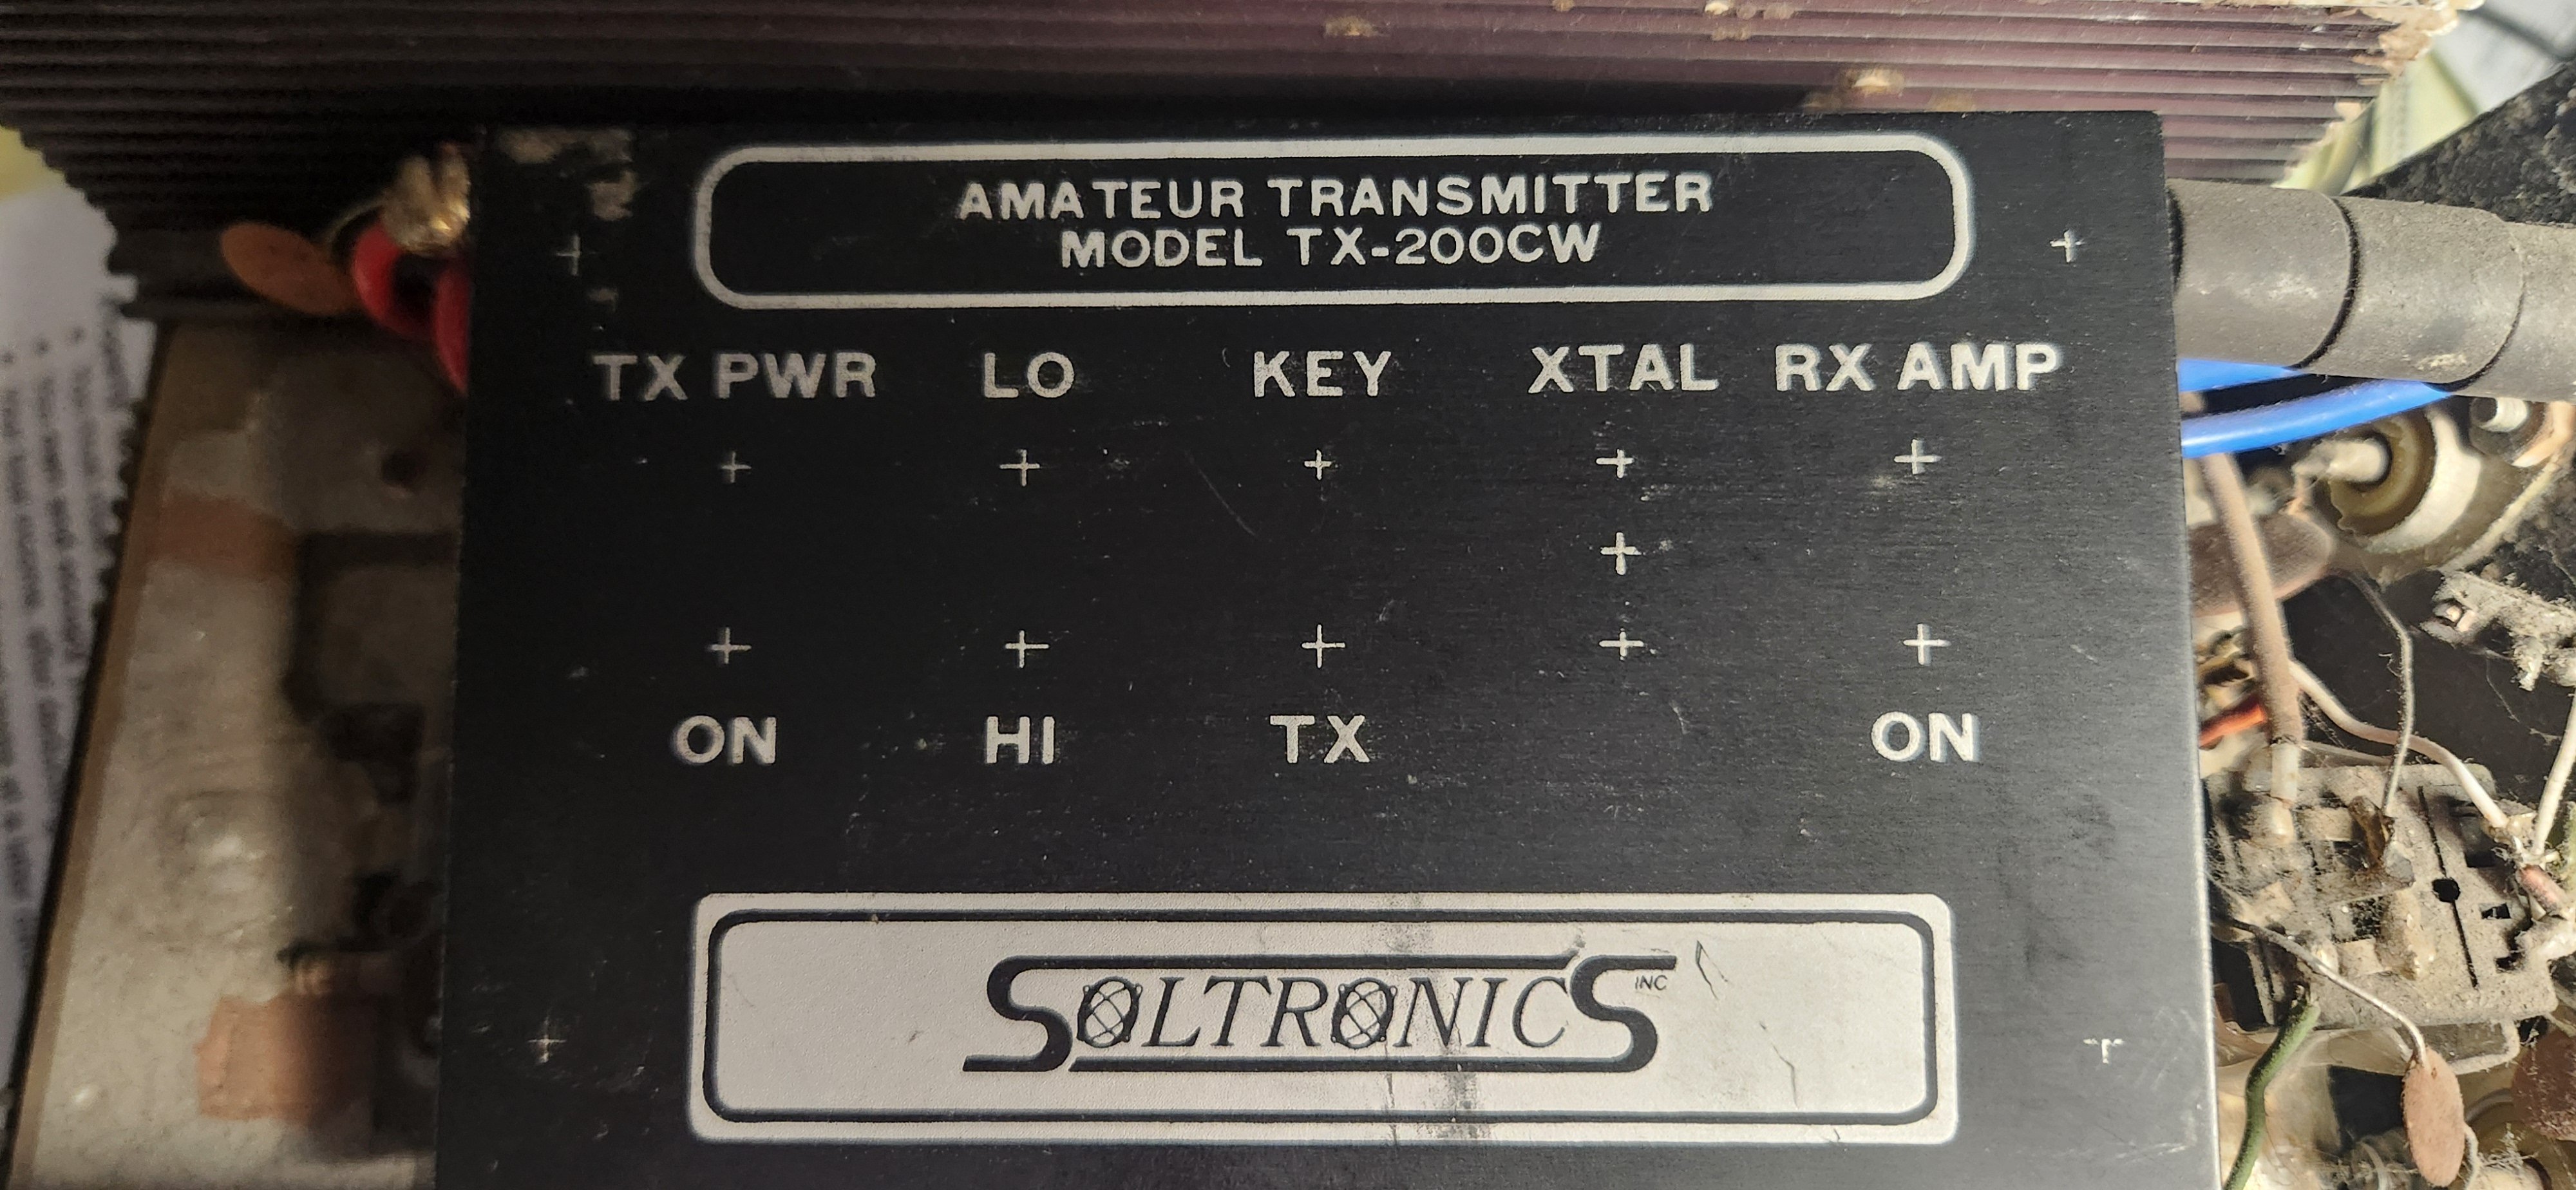 AMATEUR TRANSMITTER
MODEL TX-200CW
TX PWR LO KEY XTAL RX AMP
ON HI TX ON
SOLTRONICS INC